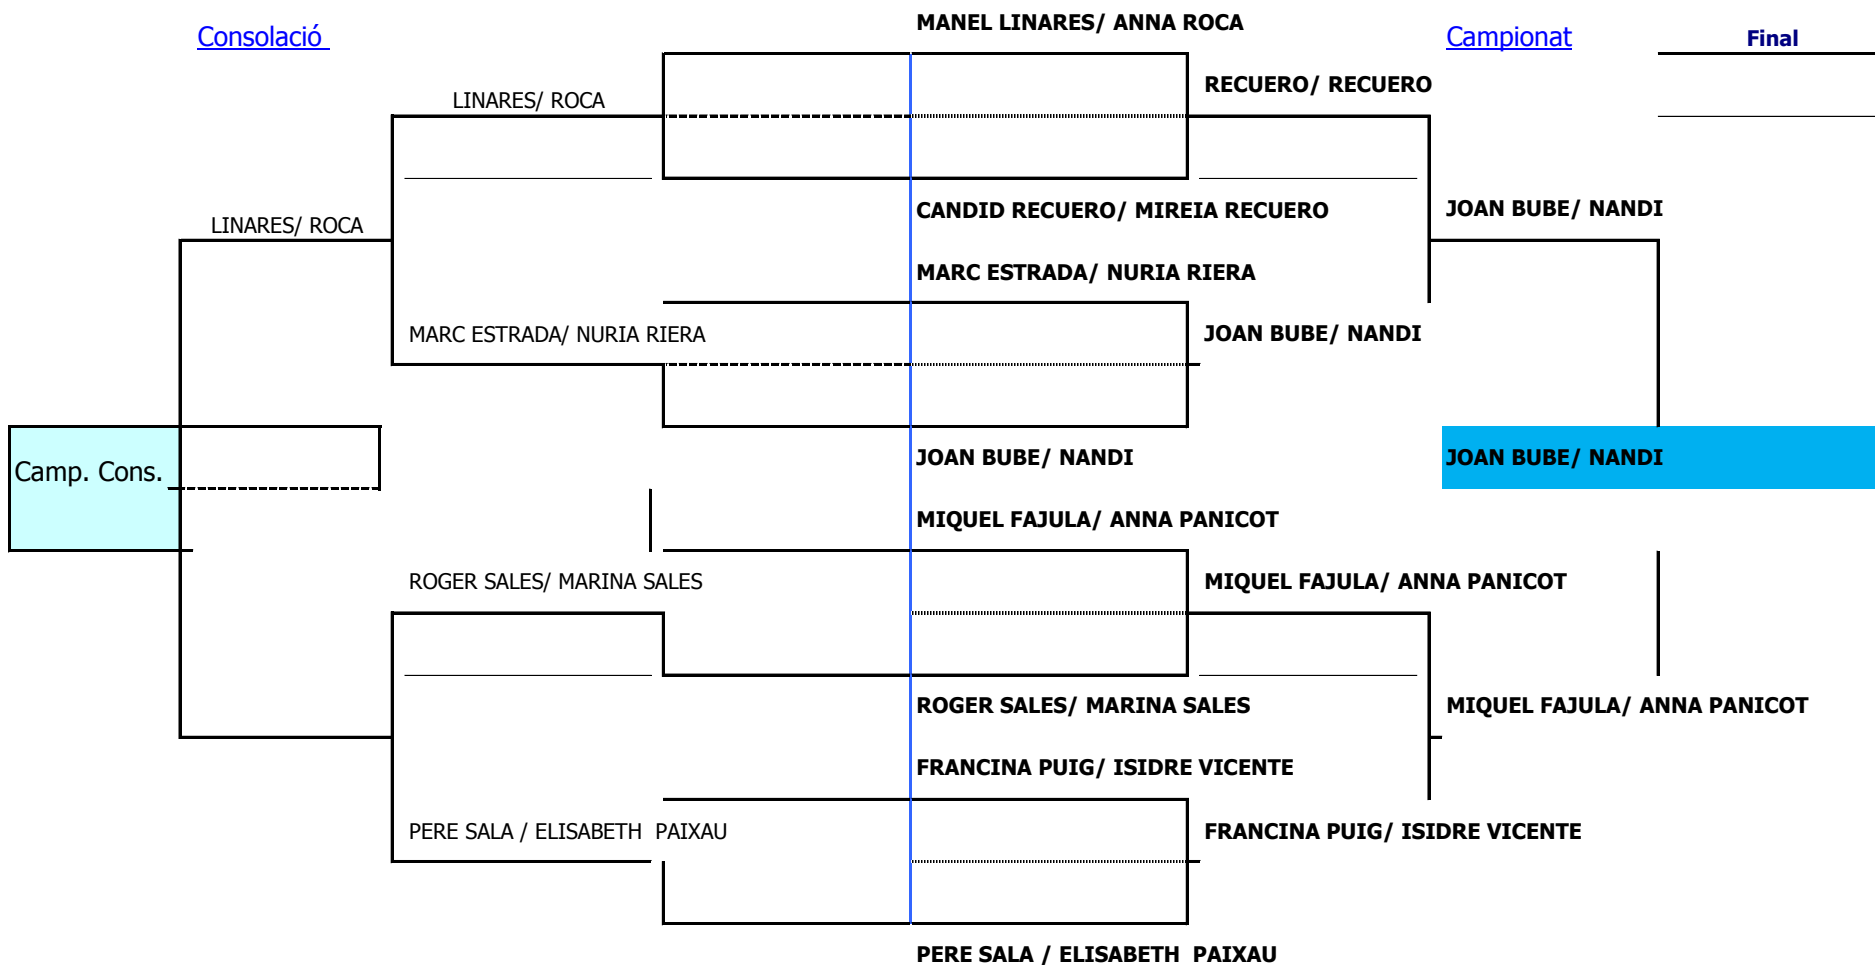 MANEL LINARES/ ANNA ROCA
Consolació
Campionat
Final
RECUERO/ RECUERO
LINARES/ ROCA
CANDID RECUERO/ MIREIA RECUERO
JOAN BUBE/ NANDI
LINARES/ ROCA
MARC ESTRADA/ NURIA RIERA
MARC ESTRADA/ NURIA RIERA
JOAN BUBE/ NANDI
JOAN BUBE/ NANDI
JOAN BUBE/ NANDI
Camp. Cons.
MIQUEL FAJULA/ ANNA PANICOT
ROGER SALES/ MARINA SALES
MIQUEL FAJULA/ ANNA PANICOT
ROGER SALES/ MARINA SALES
MIQUEL FAJULA/ ANNA PANICOT
FRANCINA PUIG/ ISIDRE VICENTE
PERE SALA / ELISABETH  PAIXAU
FRANCINA PUIG/ ISIDRE VICENTE
PERE SALA / ELISABETH  PAIXAU